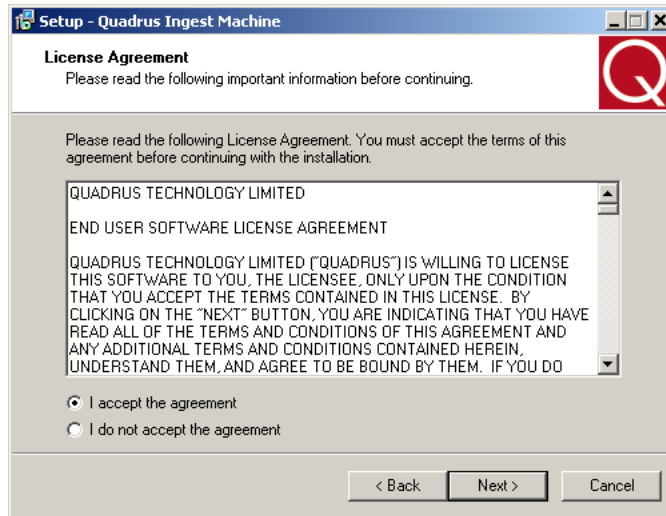 Setup - Quadrus Ingest Machine
License Agreement
Please read the following important information before continuing.
Q
Please read the following License Agreement. You must accept the terms of this
agreement before continuing with the installation.
QUADRUS TECHNOLOGY LIMITED
END USER SOFTWARE LICENSE AGREEMENT
QUADRUS TECHNOLOGY LIMITED ("QUADRUS") IS WILLING TO LICENSE
THIS SOFTWARE TO YOU, THE LICENSEE, ONLY UPON THE CONDITION
THAT YOU ACCEPT THE TERMS CONTAINED IN THIS LICENSE.  BY
CLICKING ON THE "NEXT" BUTTON, YOU ARE INDICATING THAT YOU HAVE
READ ALL OF THE TERMS AND CONDITIONS OF THIS AGREEMENT AND
ANY ADDITIONAL TERMS AND CONDITIONS CONTAINED HEREIN,
UNDERSTAND THEM, AND AGREE TO BE BOUND BY THEM.  IF YOU DO
I accept the agreement
I do not accept the agreement
< Back Next > Cancel